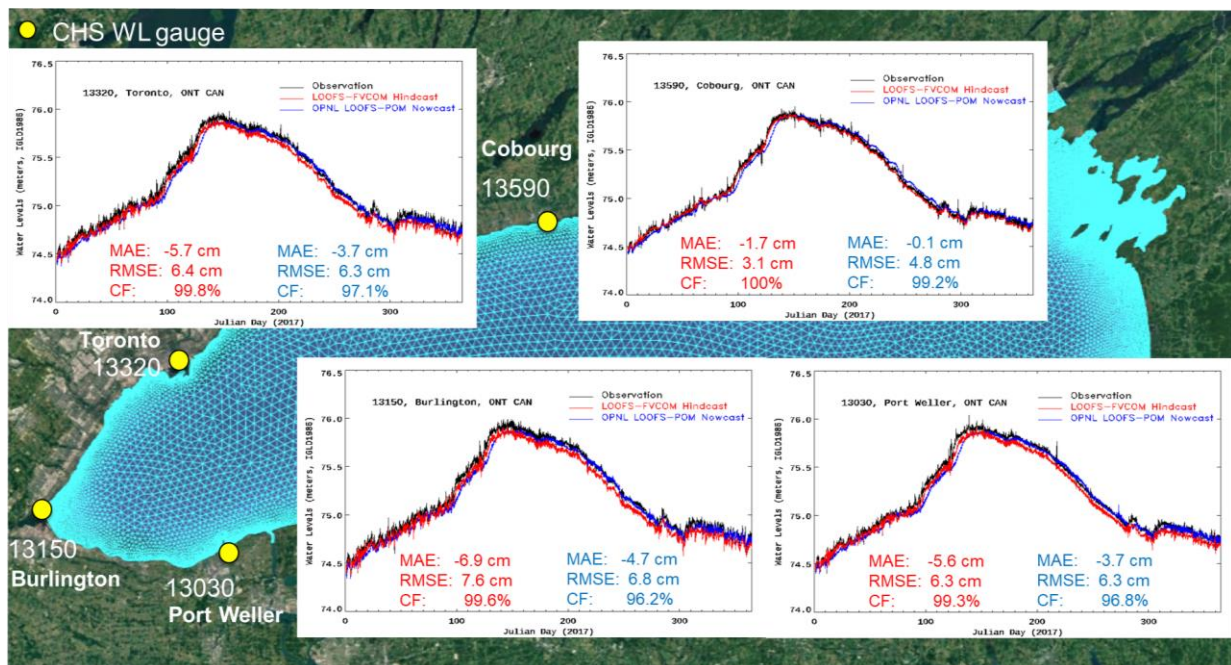 CHS WL gauge
76.5
76.0
75.5
75.0
74.5
74.0
Water Levels (meters, IGLD1985)
13320, Toronto, ONT CAN
Observation
LOOFS-FVCOM Hindcast
OPNL LOOFS-POM Nowcast
MAE: -5.7 cm
RMSE: 6.4 cm
CF: 99.8%
MAE: -3.7 cm
RMSE: 6.3 cm
CF: 97.1%
0 100 200 300
Julian Day (2017)
Cobourg
13590
76.5
76.0
75.5
75.0
74.5
74.0
Water Levels (meters, IGLD1985)
13590, Cobourg, ONT CAN
Observation
LOOFS-FVCOM Hindcast
OPNL LOOFS-POM Nowcast
MAE: -1.7 cm
RMSE: 3.1 cm
CF: 100%
MAE: -0.1 cm
RMSE: 4.8 cm
CF: 99.2%
0 100 200 300
Julian Day (2017)
Toronto
13320
13150
Burlington
13030
Port Weller
76.5
76.0
75.5
75.0
74.5
74.0
Water Levels (meters, IGLD1985)
13150, Burlington, ONT CAN
Observation
LOOFS-FVCOM Hindcast
OPNL LOOFS-POM Nowcast
MAE: -6.9 cm
RMSE: 7.6 cm
CF: 99.6%
MAE: -4.7 cm
RMSE: 6.8 cm
CF: 96.2%
0 100 200 300
Julian Day (2017)
76.5
76.0
75.5
75.0
74.5
74.0
Water Levels (meters, IGLD1985)
13030, Port Weller, ONT CAN
Observation
LOOFS-FVCOM Hindcast
OPNL LOOFS-POM Nowcast
MAE: -5.6 cm
RMSE: 6.3 cm
CF: 99.3%
MAE: -3.7 cm
RMSE: 6.3 cm
CF: 96.8%
0 100 200 300
Julian Day (2017)